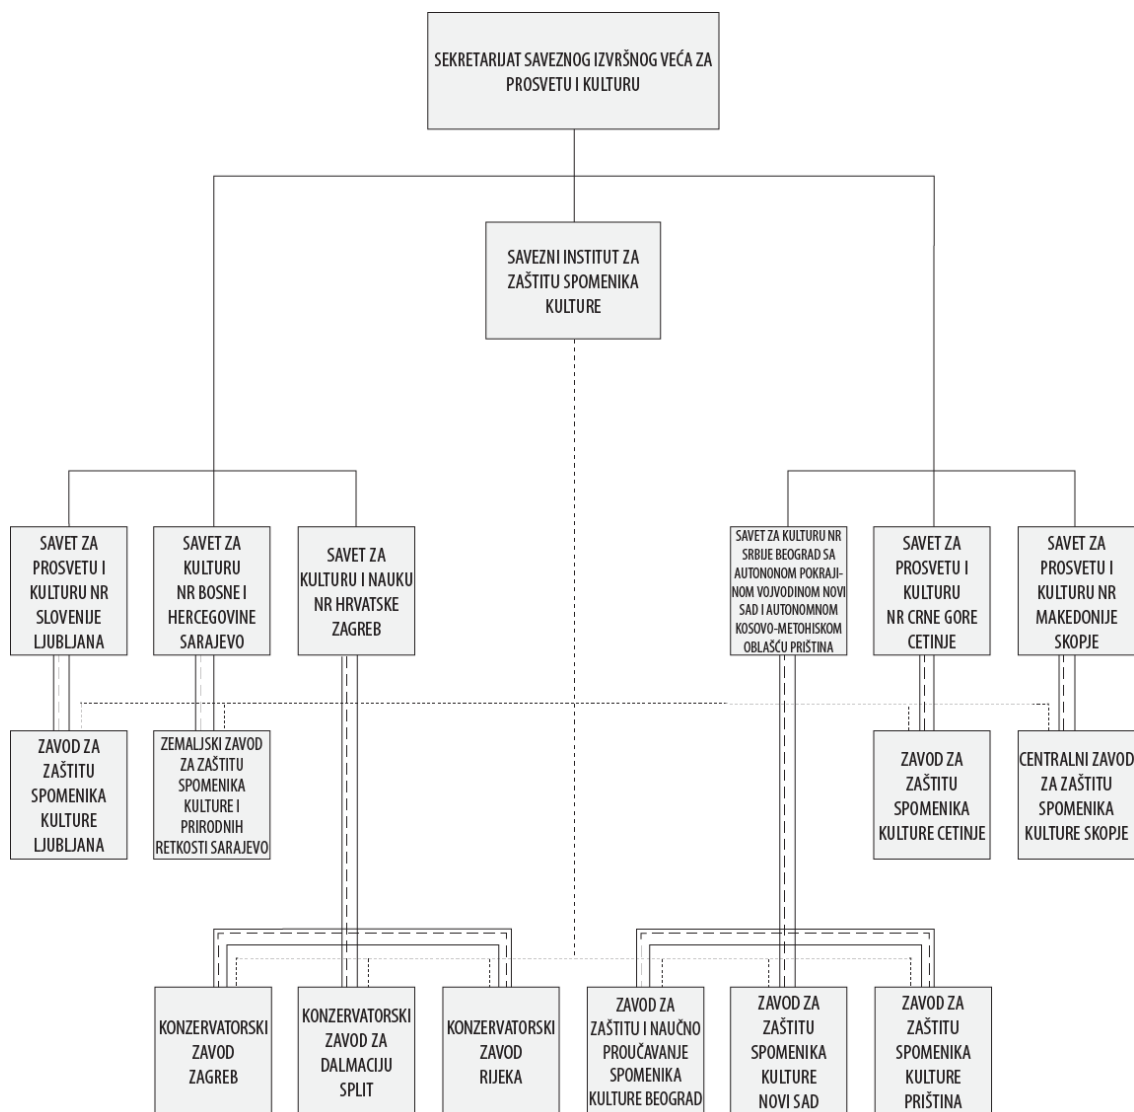 SEKRETARIJAT SAVEZNOG IZVRŠNOG VEĆA ZA
PROSVETU I KULTURU
SAVEZNI INSTITUT ZA
ZAŠTITU SPOMENIKA
KULTURE
SAVET ZA
PROSVETU I
KULTURU NR
SLOVENIJE
LJUBLJANA
SAVET ZA
KULTURU
NR BOSNE I
HERCEGOVINE
SARAJEVO
SAVET ZA
KULTURU I NAUKU
NR HRVATSKE
ZAGREB
SAVET ZA KULTURU NR
SRBIJE BEOGRAD SA
AUTONONOM POKRAJI-
NOM VOJVODINOM NOVI
SAD I AUTONOMNOM
KOSOVO-METOHISKOM
OBLAŠĆU PRIŠTINA
SAVET ZA
PROSVETU I
KULTURU
NR CRNE GORE
CETINJE
SAVET ZA
PROSVETU I
KULTURU NR
MAKEDONIJE
SKOPJE
ZAVOD ZA
ZAŠTITU
SPOMENIKA
KULTURE
LJUBLJANA
ZEMALJSKI ZAVOD
ZA ZAŠTITU
SPOMENIKA
KULTURE I
PRIRODNIH
RETKOSTI SARAJEVO
ZAVOD ZA
ZAŠTITU
SPOMENIKA
KULTURE CETINJE
CENTRALNI ZAVOD
ZA ZAŠTITU
SPOMENIKA
KULTURE SKOPJE
KONZERVATORSKI
ZAVOD
ZAGREB
KONZERVATORSKI
ZAVOD ZA
DALMACIJU
SPLIT
KONZERVATORSKI
ZAVOD
RIJEKA
ZAVOD ZA
ZAŠTITU I NAUČNO
PROUČAVANJE
SPOMENIKA
KULTURE BEOGRAD
ZAVOD ZA
ZAŠTITU
SPOMENIKA
KULTURE
NOVI SAD
ZAVOD ZA
ZAŠTITU
SPOMENIKA
KULTURE
PRIŠTINA